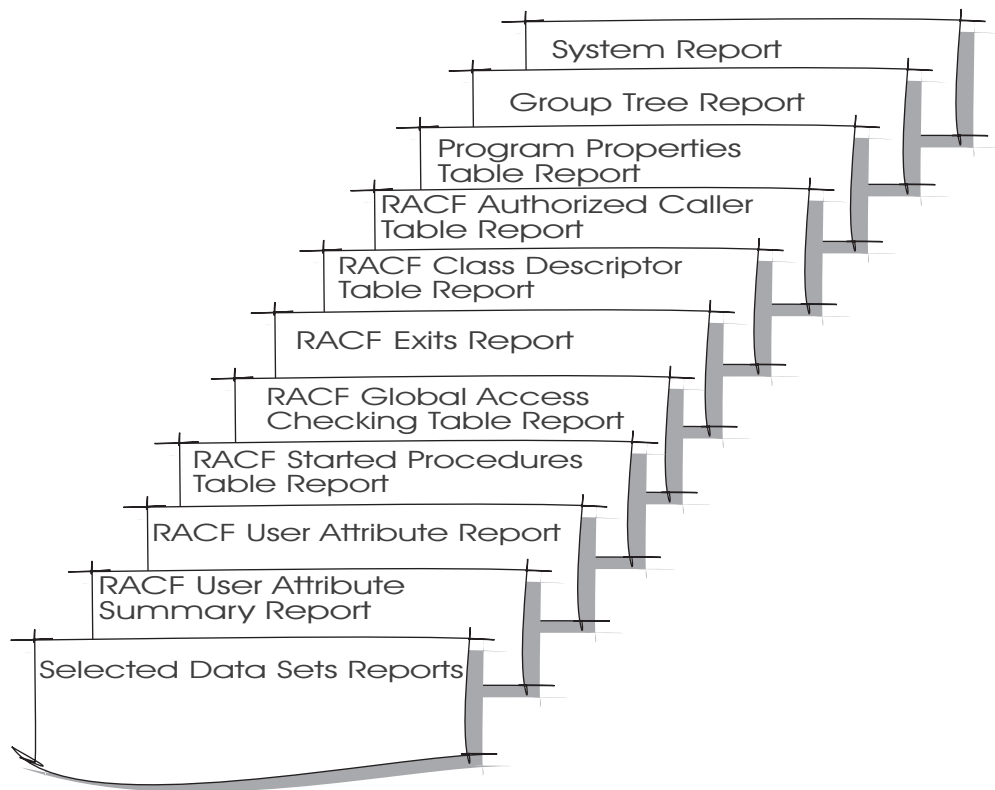 System Report
Group Tree Report
Program Properties
Table Report
RACF Authorized Caller
Table Report
RACF Class Descriptor
Table Report
RACF Exits Report
RACF Global Access
Checking Table Report
RACF Started Procedures
Table Report
RACF User Attribute Report
RACF User Attribute
Summary Report
Selected Data Sets Reports